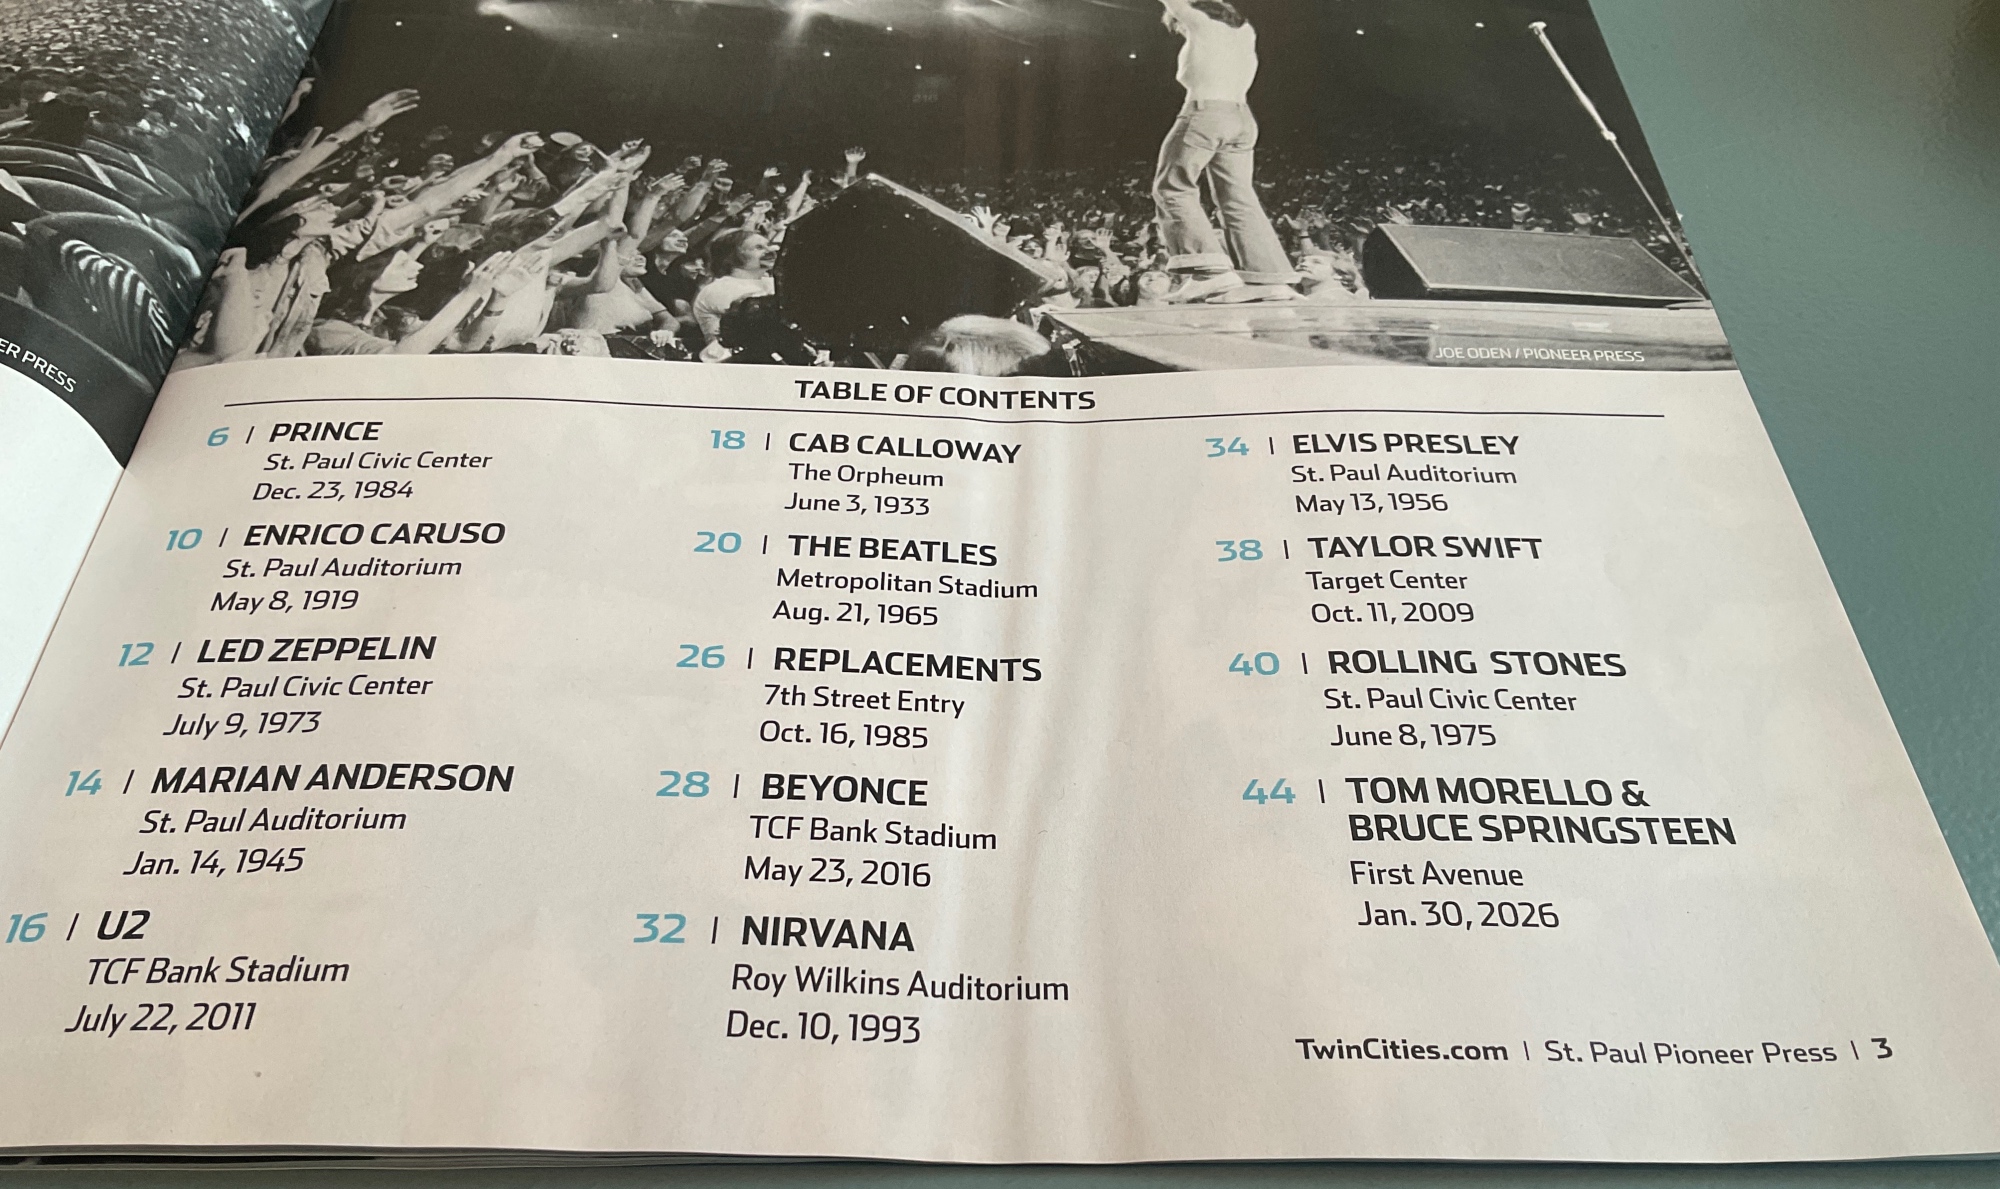 ER PRESS
JOE ODEN / PIONEER PRESS
TABLE OF CONTENTS
6 | PRINCE
St. Paul Civic Center
Dec. 23, 1984
10 | ENRICO CARUSO
St. Paul Auditorium
May 8, 1919
12 | LED ZEPPELIN
St. Paul Civic Center
July 9, 1973
14 | MARIAN ANDERSON
St. Paul Auditorium
Jan. 14, 1945
16 | U2
TCF Bank Stadium
July 22, 2011
18 | CAB CALLOWAY
The Orpheum
June 3, 1933
20 | THE BEATLES
Metropolitan Stadium
Aug. 21, 1965
26 | REPLACEMENTS
7th Street Entry
Oct. 16, 1985
28 | BEYONCE
TCF Bank Stadium
May 23, 2016
32 | NIRVANA
Roy Wilkins Auditorium
Dec. 10, 1993
34 | ELVIS PRESLEY
St. Paul Auditorium
May 13, 1956
38 | TAYLOR SWIFT
Target Center
Oct. 11, 2009
40 | ROLLING STONES
St. Paul Civic Center
June 8, 1975
44 | TOM MORELLO &
BRUCE SPRINGSTEEN
First Avenue
Jan. 30, 2026
TwinCities.com | St. Paul Pioneer Press | 3